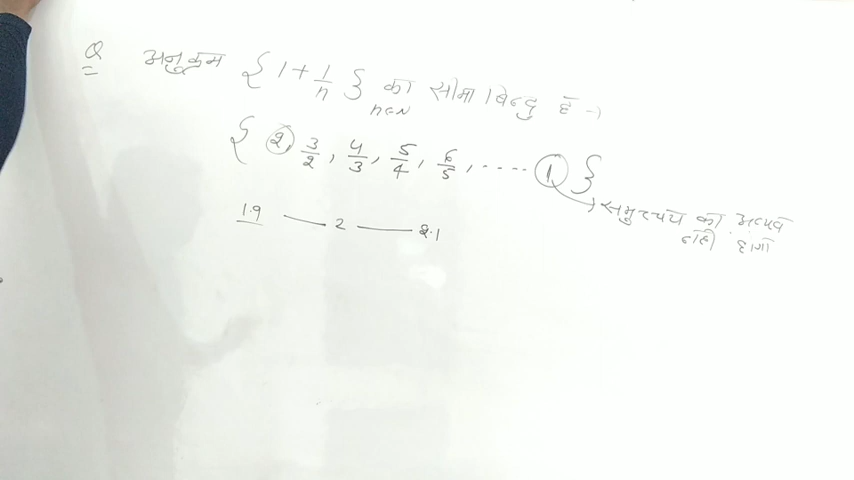 Q अनुक्रम { 1 + 1/n } n∈N का सीमा बिन्दु है -
{ 2, 3/2, 4/3, 5/4, 6/5, ..... 1 }
समुच्चय का अवयव
नही होगा
1.9 — 2 — 2.1